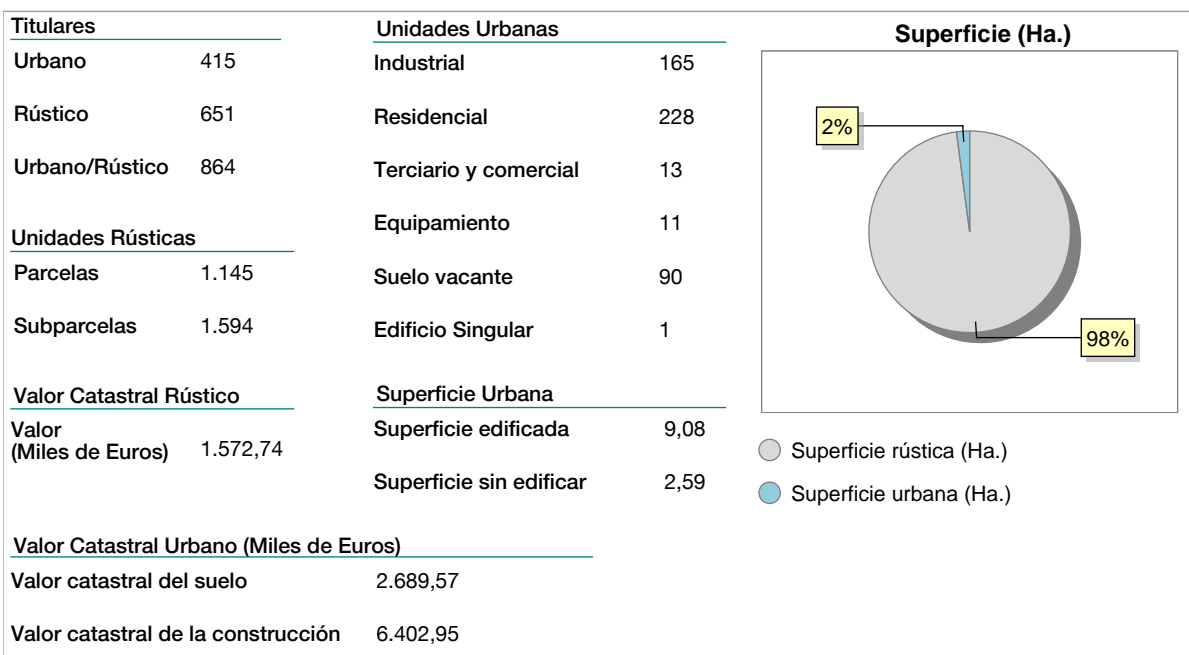 Titulares
Urbano 415
Rústico 651
Urbano/Rústico 864
Unidades Rústicas
Parcelas 1.145
Subparcelas 1.594
Valor Catastral Rústico
Valor
(Miles de Euros) 1.572,74
Unidades Urbanas
Industrial 165
Residencial 228
Terciario y comercial 13
Equipamiento 11
Suelo vacante 90
Edificio Singular 1
Superficie Urbana
Superficie edificada 9,08
Superficie sin edificar 2,59
Valor Catastral Urbano (Miles de Euros)
Valor catastral del suelo 2.689,57
Valor catastral de la construcción 6.402,95
Superficie (Ha.)
2%
98%
Superficie rústica (Ha.)
Superficie urbana (Ha.)